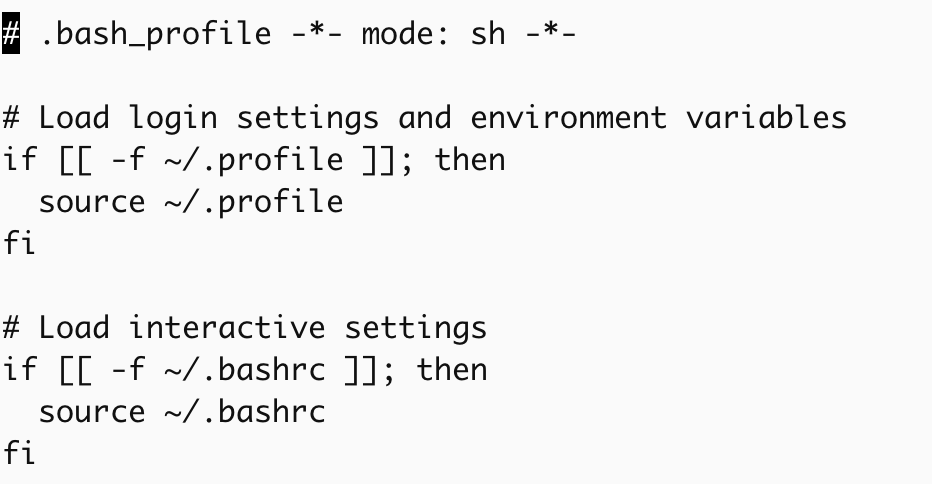 # .bash_profile -*- mode: sh -*-

# Load login settings and environment variables
if [[ -f ~/.profile ]]; then
  source ~/.profile
fi

# Load interactive settings
if [[ -f ~/.bashrc ]]; then
  source ~/.bashrc
fi